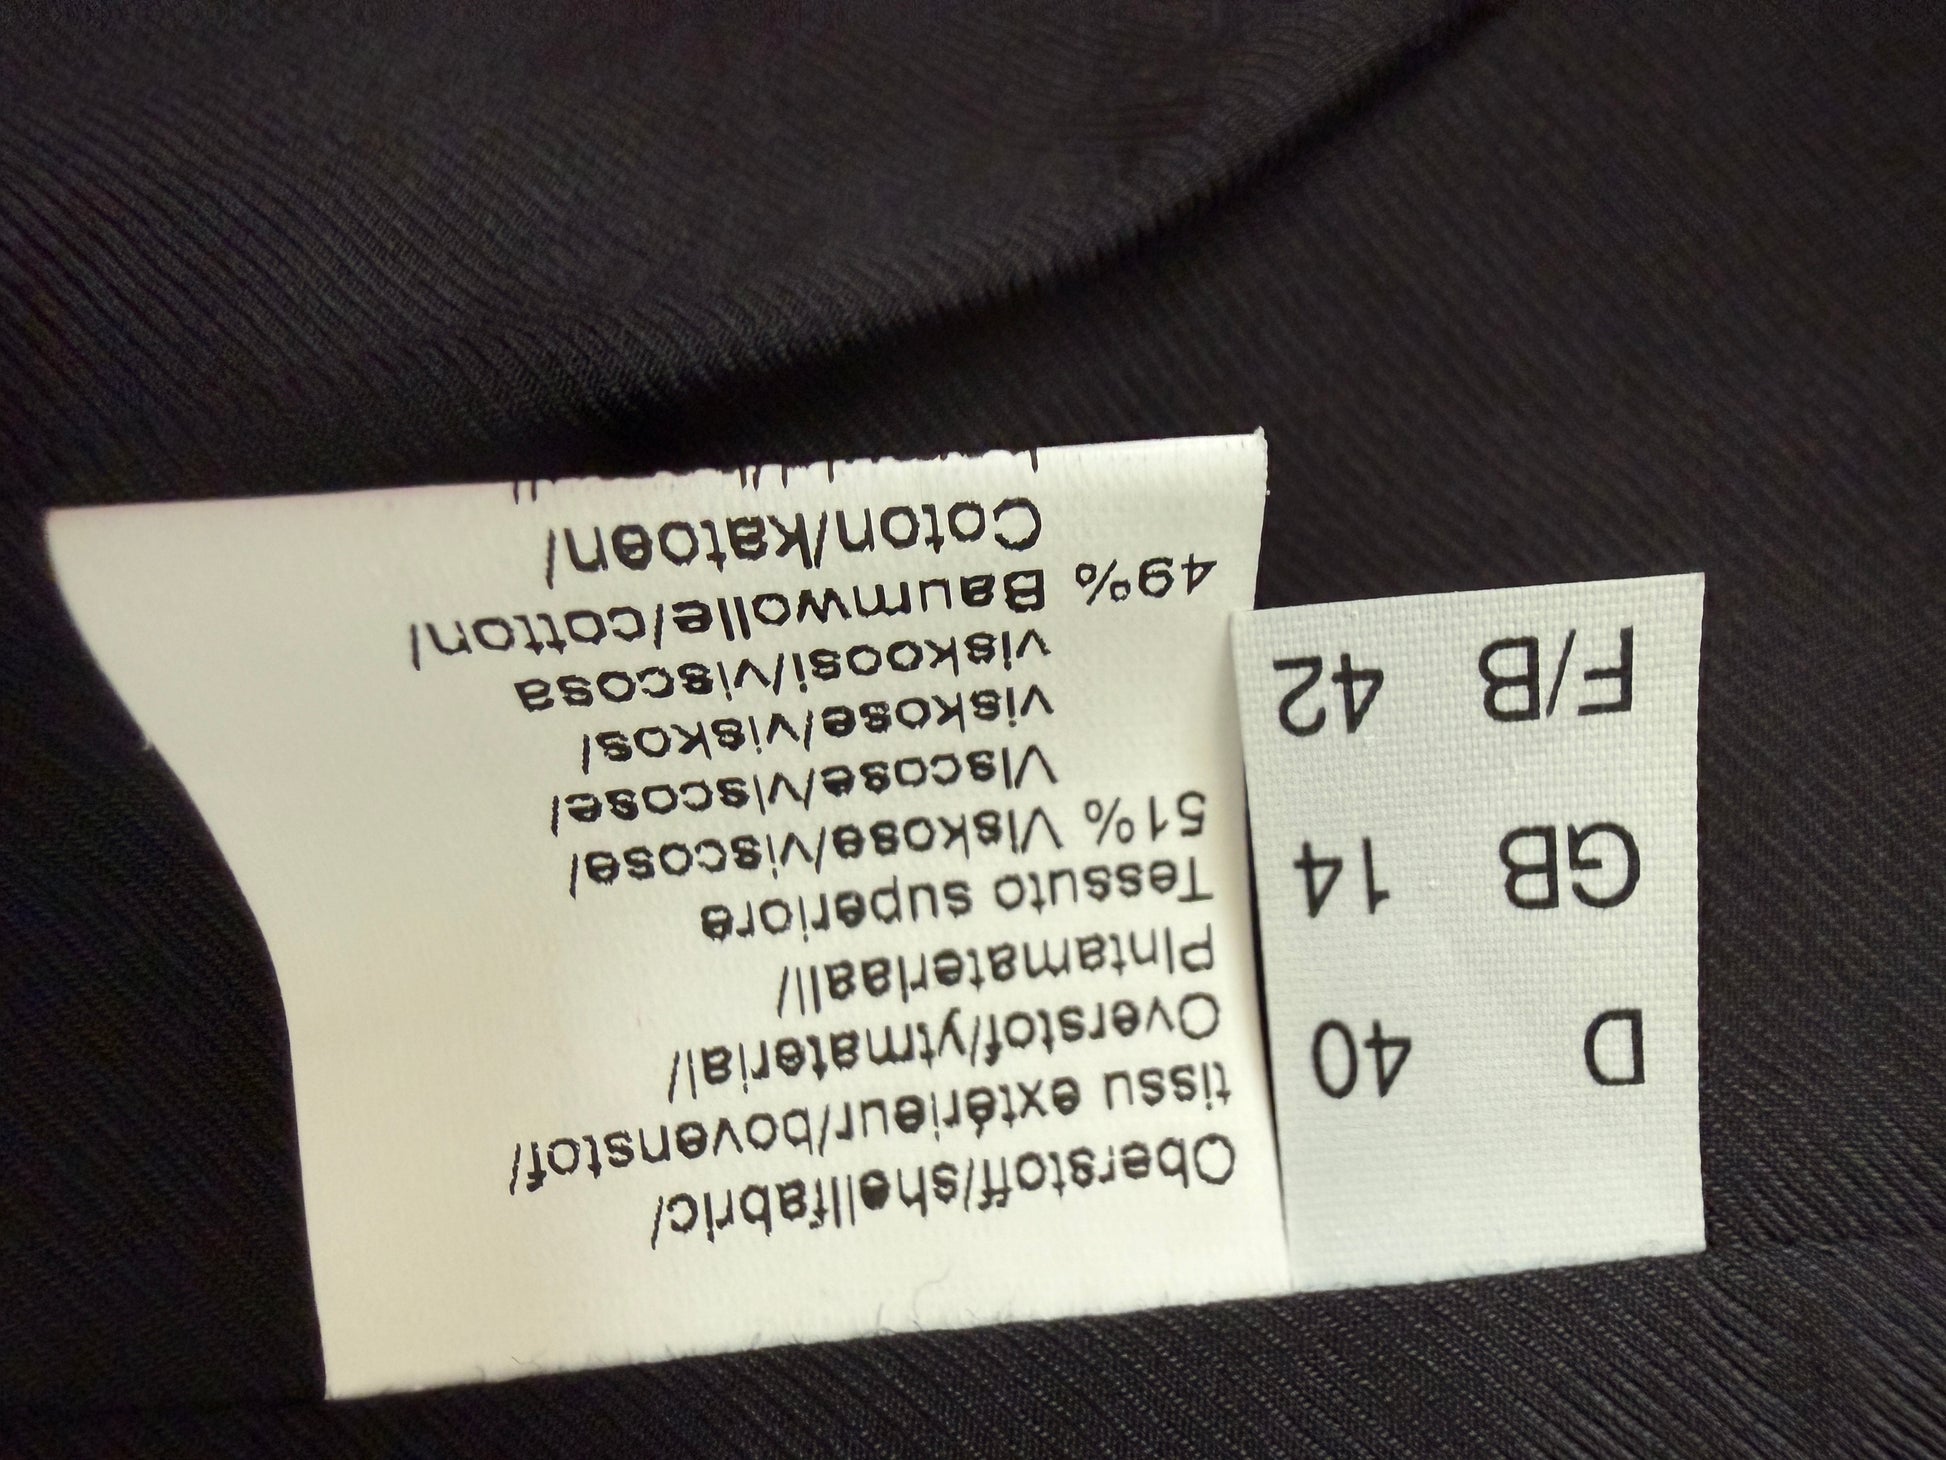 Oberstoff/shellfabric/
tissu extérieur/bovenstof/
Overstof/ytmaterial/
Pintamateriaali/
Tessuto superiore
51% Viskose/viscose/
Viscose/viscose/
viskose/viskos/
viskoosi/viscosa
49% Baumwolle/cotton/
Coton/katoen/
D 40
GB 14
F/B 42